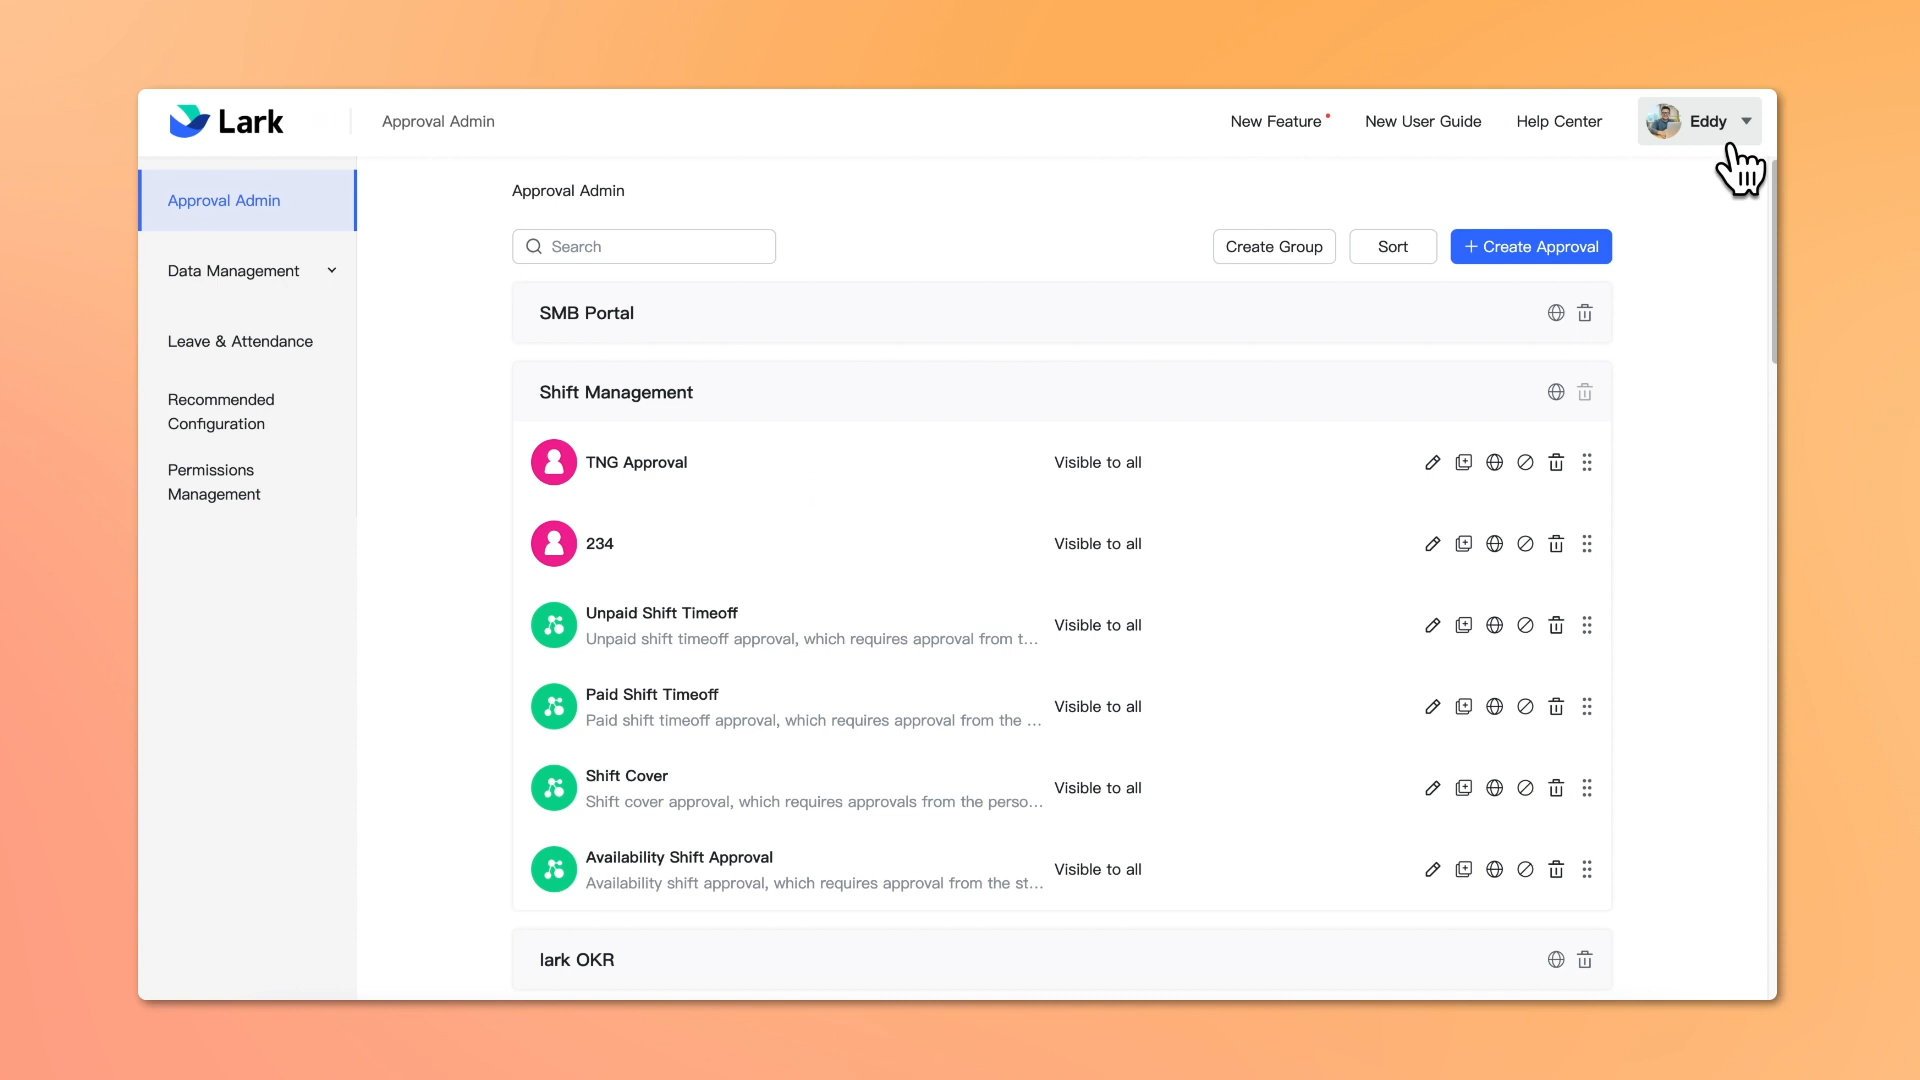 Lark
Approval Admin
New Feature
New User Guide
Help Center
Eddy
Approval Admin
Data Management
Leave & Attendance
Recommended
Configuration
Permissions
Management
Approval Admin
Search
Create Group
Sort
+ Create Approval
SMB Portal
Shift Management
TNG Approval
Visible to all
234
Visible to all
Unpaid Shift Timeoff
Unpaid shift timeoff approval, which requires approval from t...
Visible to all
Paid Shift Timeoff
Paid shift timeoff approval, which requires approval from the ...
Visible to all
Shift Cover
Shift cover approval, which requires approvals from the perso...
Visible to all
Availability Shift Approval
Availability shift approval, which requires approval from the st...
Visible to all
lark OKR